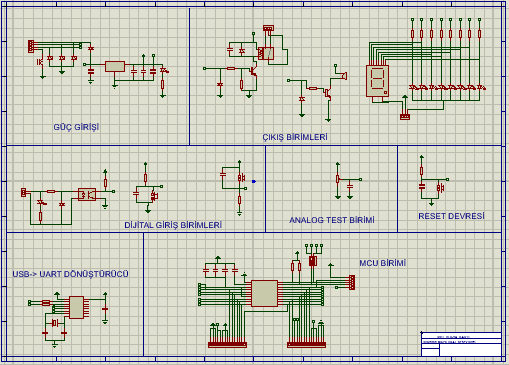 GÜÇ GİRİŞİ
ÇIKIŞ BİRİMLERİ
DİJİTAL GİRİŞ BİRİMLERİ
ANALOG TEST BİRİMİ
RESET DEVRESİ
USB-> UART DÖNÜŞTÜRÜCÜ
MCU BİRİMİ